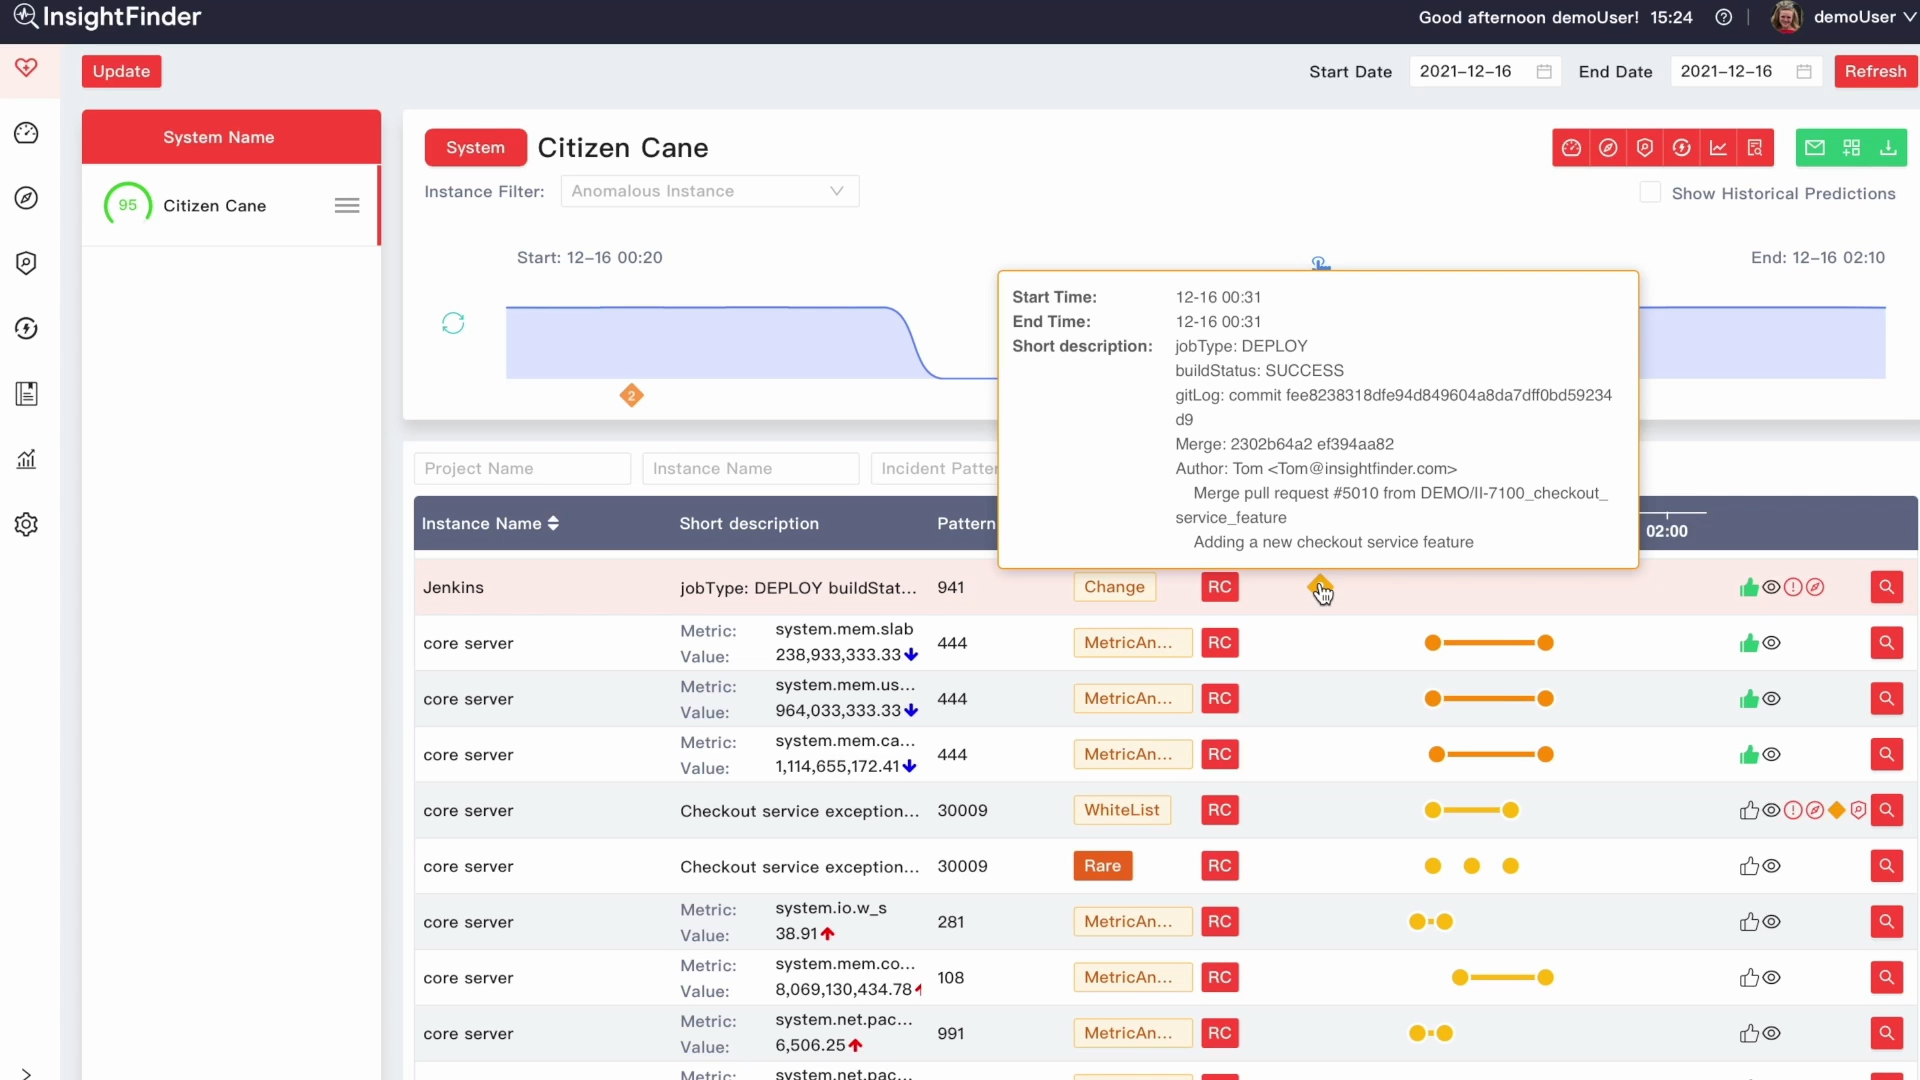 InsightFinder
Good afternoon demoUser! 15:24
demoUser
Update
Start Date 2021-12-16 End Date 2021-12-16 Refresh
System Name
95 Citizen Cane
System Citizen Cane
Instance Filter: Anomalous Instance
Show Historical Predictions
Start: 12-16 00:20
End: 12-16 02:10
2
Start Time: 12-16 00:31
End Time: 12-16 00:31
Short description: jobType: DEPLOY
buildStatus: SUCCESS
gitLog: commit fee8238318dfe94d849604a8da7dff0bd59234
d9
Merge: 2302b64a2 ef394aa82
Author: Tom <Tom@insightfinder.com>
Merge pull request #5010 from DEMO/II-7100_checkout_
service_feature
Adding a new checkout service feature
Project Name Instance Name Incident Patter
Instance Name Short description Pattern 02:00
Jenkins jobType: DEPLOY buildStat... 941 Change RC
core server Metric: system.mem.slab 444 MetricAn... RC
Value: 238,933,333.33
core server Metric: system.mem.us... 444 MetricAn... RC
Value: 964,033,333.33
core server Metric: system.mem.ca... 444 MetricAn... RC
Value: 1,114,655,172.41
core server Checkout service exception... 30009 WhiteList RC
core server Checkout service exception... 30009 Rare RC
core server Metric: system.io.w_s 281 MetricAn... RC
Value: 38.91
core server Metric: system.mem.co... 108 MetricAn... RC
Value: 8,069,130,434.78
core server Metric: system.net.pac... 991 MetricAn... RC
Value: 6,506.25
Metric: system.net.pac...